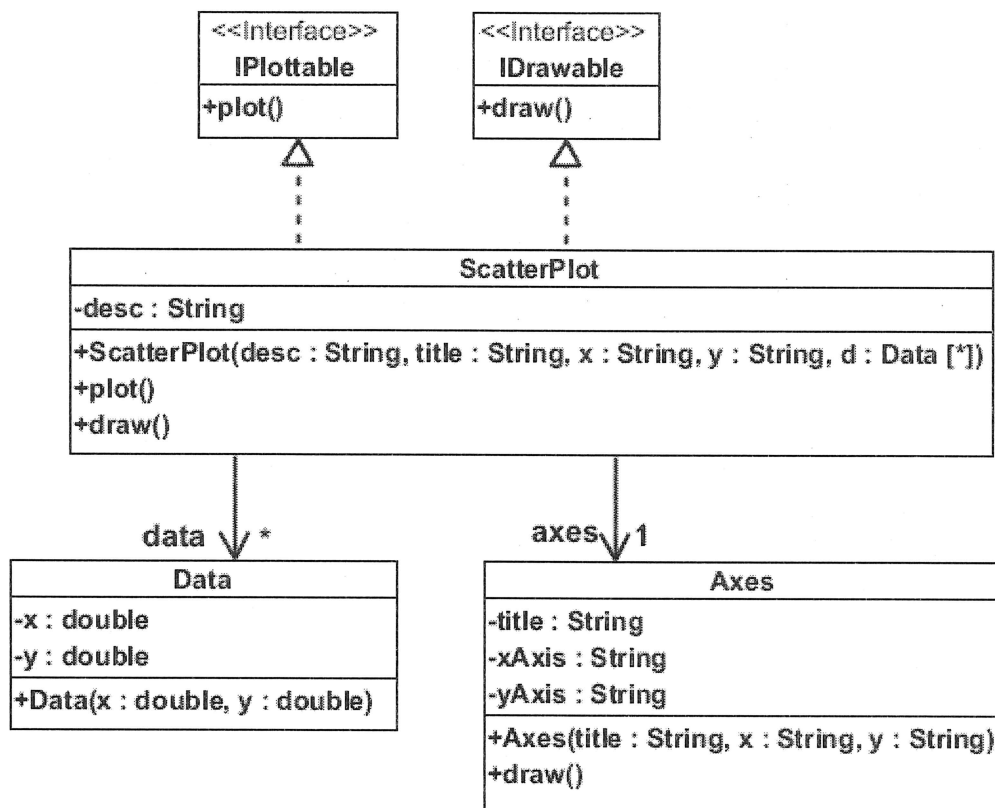 <<Interface>>
IPlottable
+plot()
<<Interface>>
IDrawable
+draw()
ScatterPlot
-desc : String
+ScatterPlot(desc : String, title : String, x : String, y : String, d : Data [*])
+plot()
+draw()
data *
axes 1
Data
-x : double
-y : double
+Data(x : double, y : double)
Axes
-title : String
-xAxis : String
-yAxis : String
+Axes(title : String, x : String, y : String)
+draw()